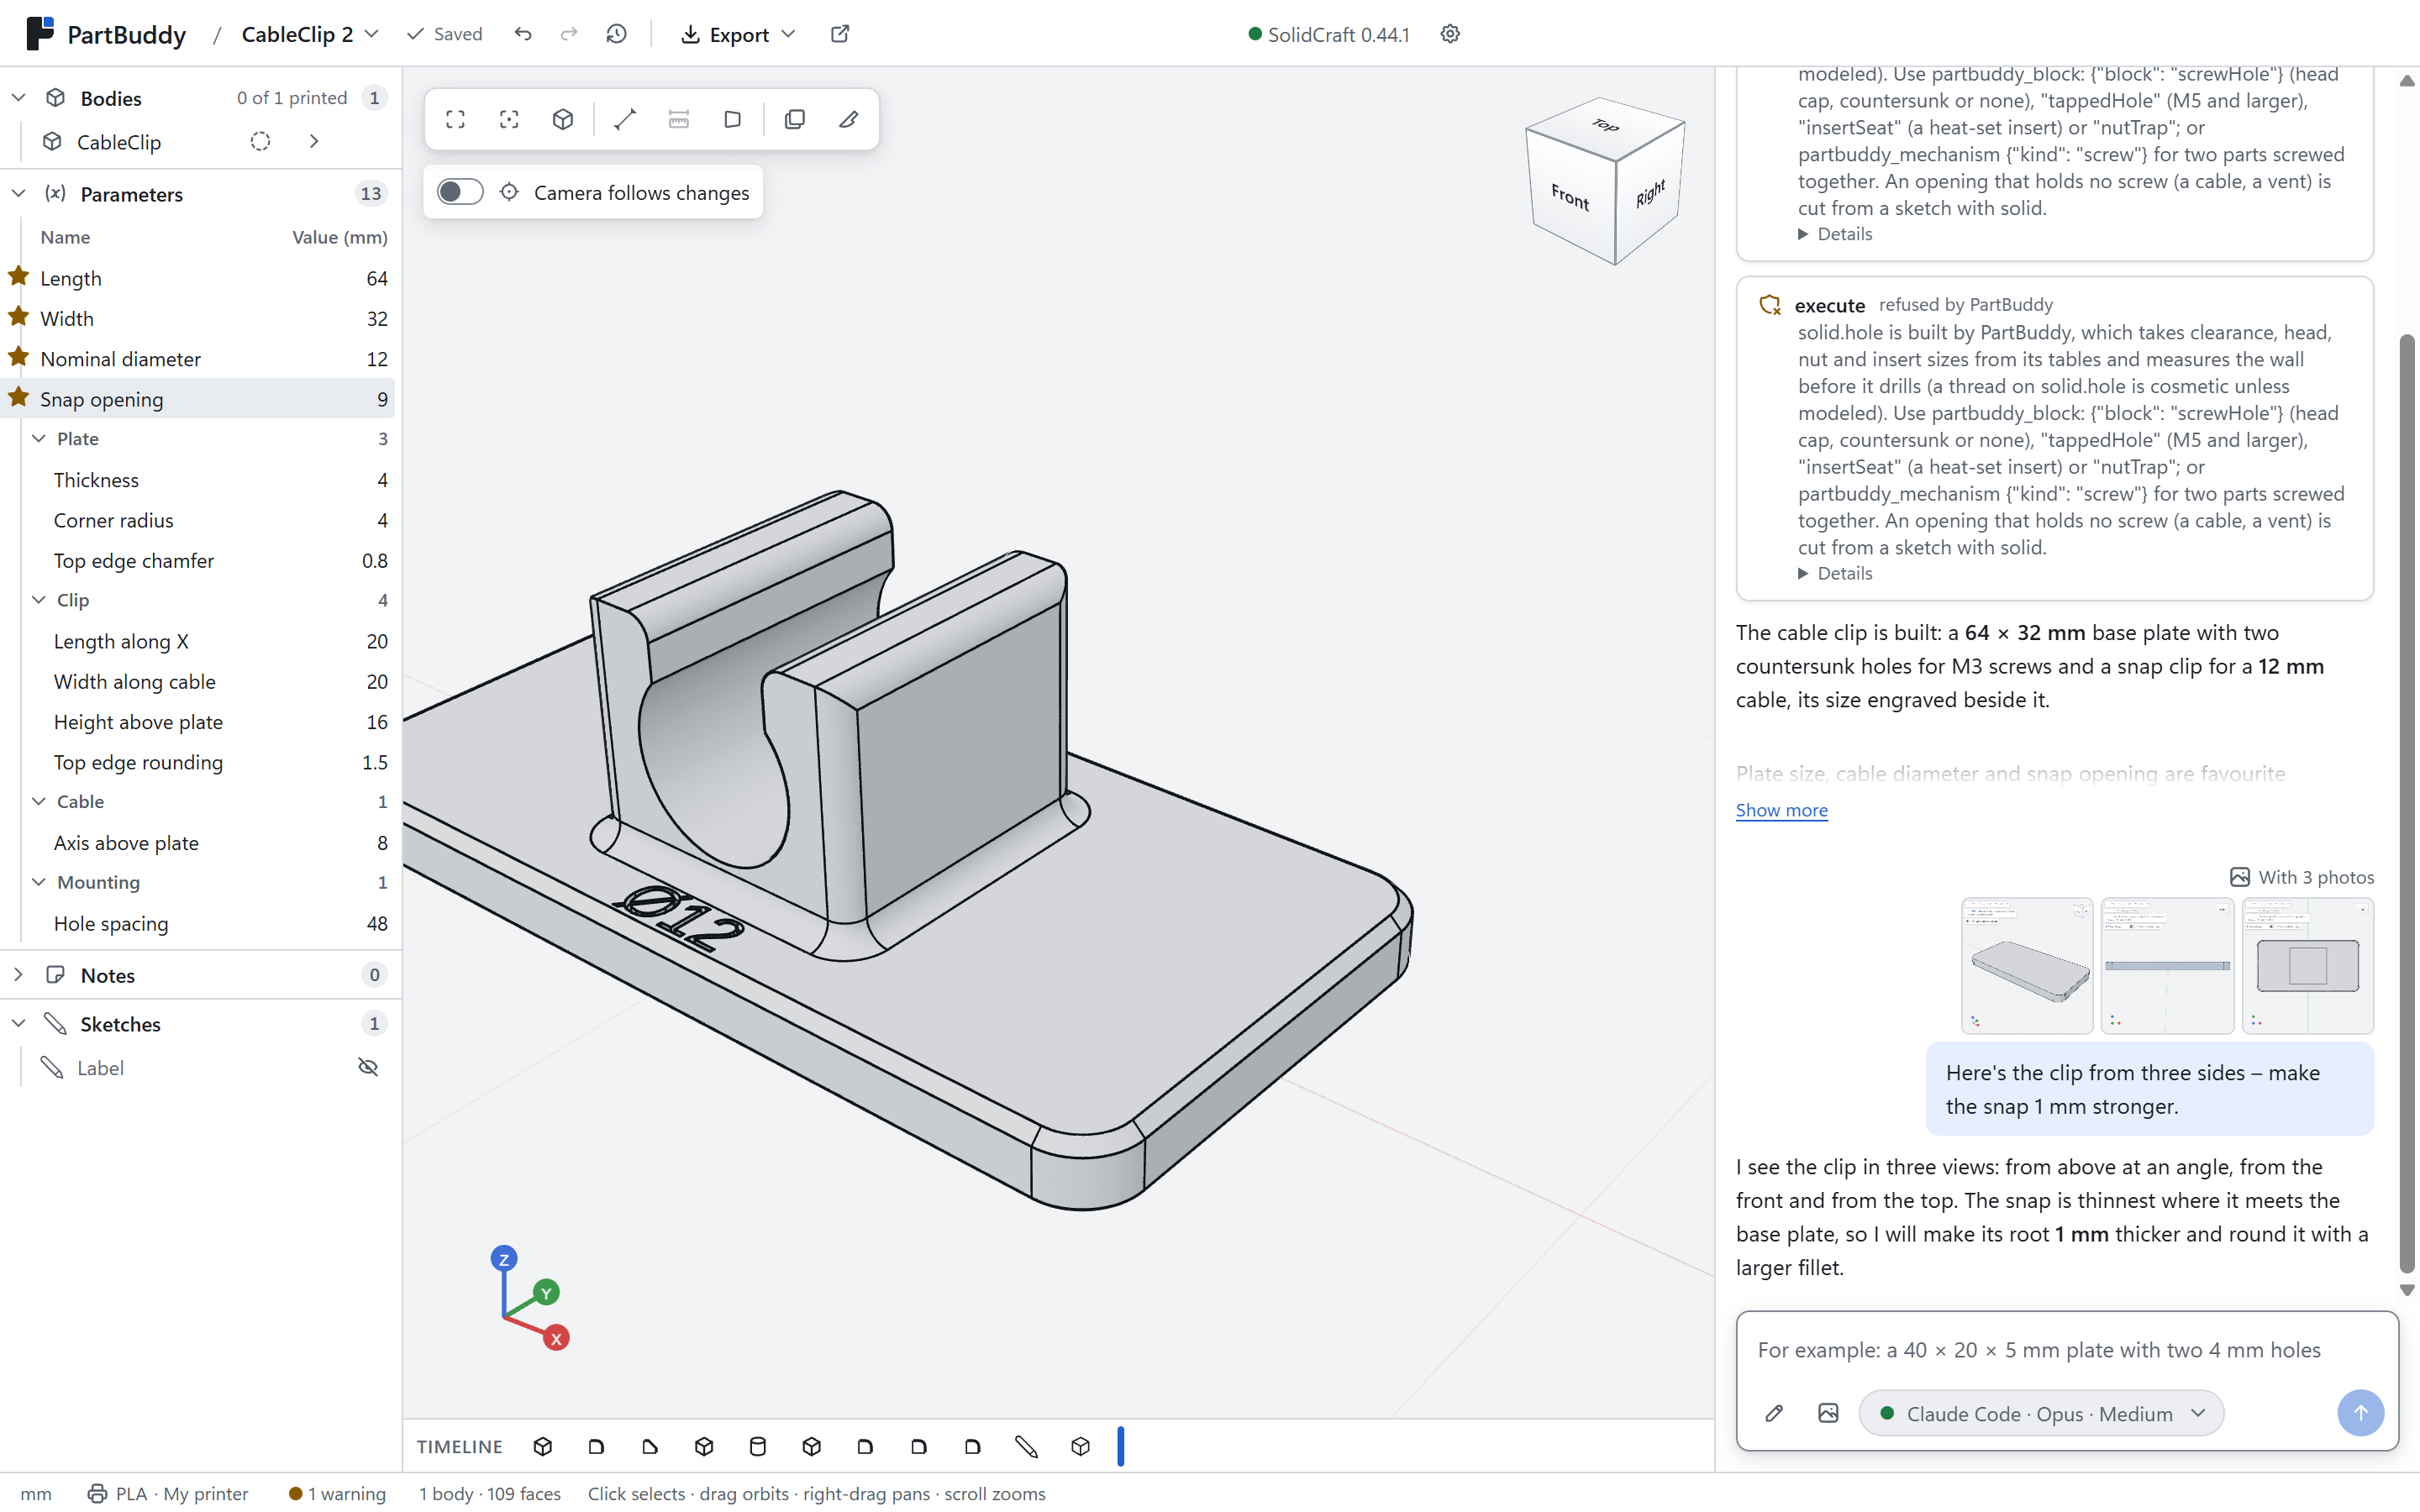 PartBuddy / CableClip 2 Saved Export SolidCraft 0.44.1
Bodies 0 of 1 printed 1
CableClip
Parameters 13
Name Value (mm)
Length 64
Width 32
Nominal diameter 12
Snap opening 9
Plate 3
Thickness 4
Corner radius 4
Top edge chamfer 0.8
Clip 4
Length along X 20
Width along cable 20
Height above plate 16
Top edge rounding 1.5
Cable 1
Axis above plate 8
Mounting 1
Hole spacing 48
Notes 0
Sketches 1
Label
Camera follows changes
Top
Front
Right
Ø12
Z
Y
X
TIMELINE
modeled). Use partbuddy_block: {"block": "screwHole"} (head
cap, countersunk or none), "tappedHole" (M5 and larger),
"insertSeat" (a heat-set insert) or "nutTrap"; or
partbuddy_mechanism {"kind": "screw"} for two parts screwed
together. An opening that holds no screw (a cable, a vent) is
cut from a sketch with solid.
Details
execute refused by PartBuddy
solid.hole is built by PartBuddy, which takes clearance, head,
nut and insert sizes from its tables and measures the wall
before it drills (a thread on solid.hole is cosmetic unless
modeled). Use partbuddy_block: {"block": "screwHole"} (head
cap, countersunk or none), "tappedHole" (M5 and larger),
"insertSeat" (a heat-set insert) or "nutTrap"; or
partbuddy_mechanism {"kind": "screw"} for two parts screwed
together. An opening that holds no screw (a cable, a vent) is
cut from a sketch with solid.
Details
The cable clip is built: a 64 × 32 mm base plate with two
countersunk holes for M3 screws and a snap clip for a 12 mm
cable, its size engraved beside it.
Plate size, cable diameter and snap opening are favourite
Show more
With 3 photos
Here's the clip from three sides – make
the snap 1 mm stronger.
I see the clip in three views: from above at an angle, from the
front and from the top. The snap is thinnest where it meets the
base plate, so I will make its root 1 mm thicker and round it with a
larger fillet.
For example: a 40 × 20 × 5 mm plate with two 4 mm holes
Claude Code · Opus · Medium
mm PLA · My printer 1 warning 1 body · 109 faces Click selects · drag orbits · right-drag pans · scroll zooms